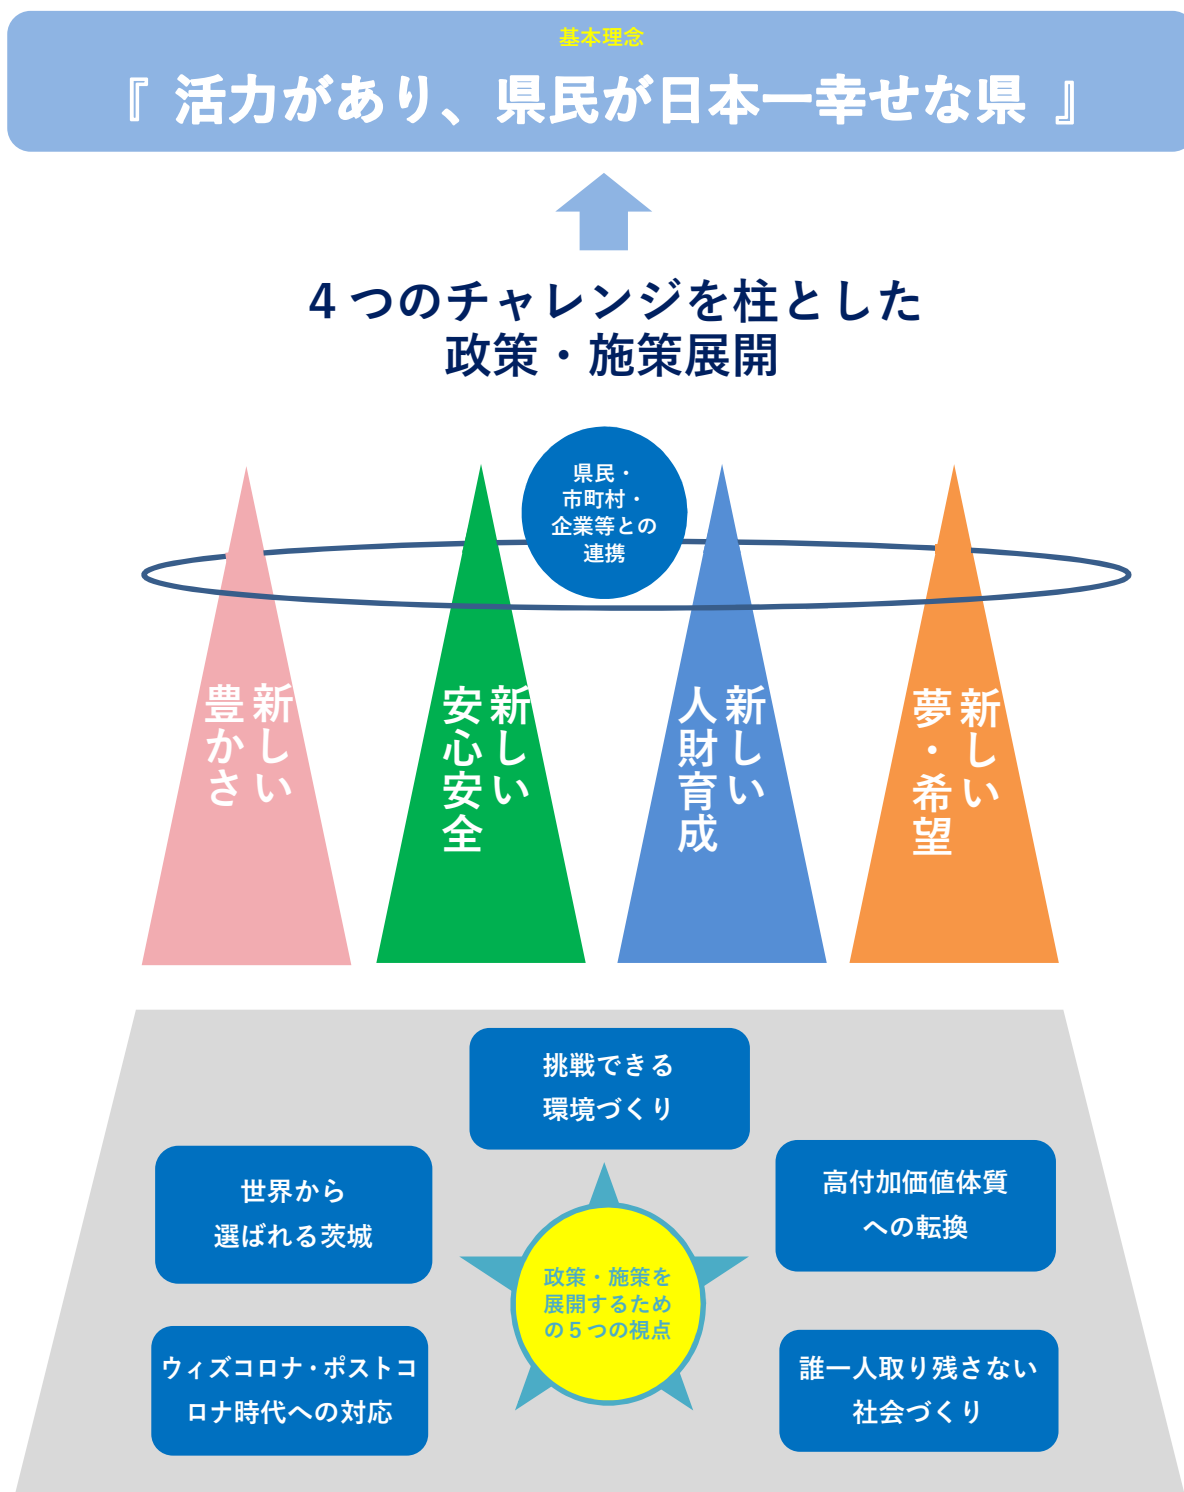 基本理念
『 活力があり、県民が日本一幸せな県 』
４つのチャレンジを柱とした
政策・施策展開
県民・
市町村・
企業等との
連携
新しい
豊かさ
新しい
安心安全
新しい
人財育成
新しい
夢・希望
挑戦できる
環境づくり
世界から
選ばれる茨城
高付加価値体質
への転換
政策・施策を
展開するため
の５つの視点
ウィズコロナ・ポストコ
ロナ時代への対応
誰一人取り残さない
社会づくり